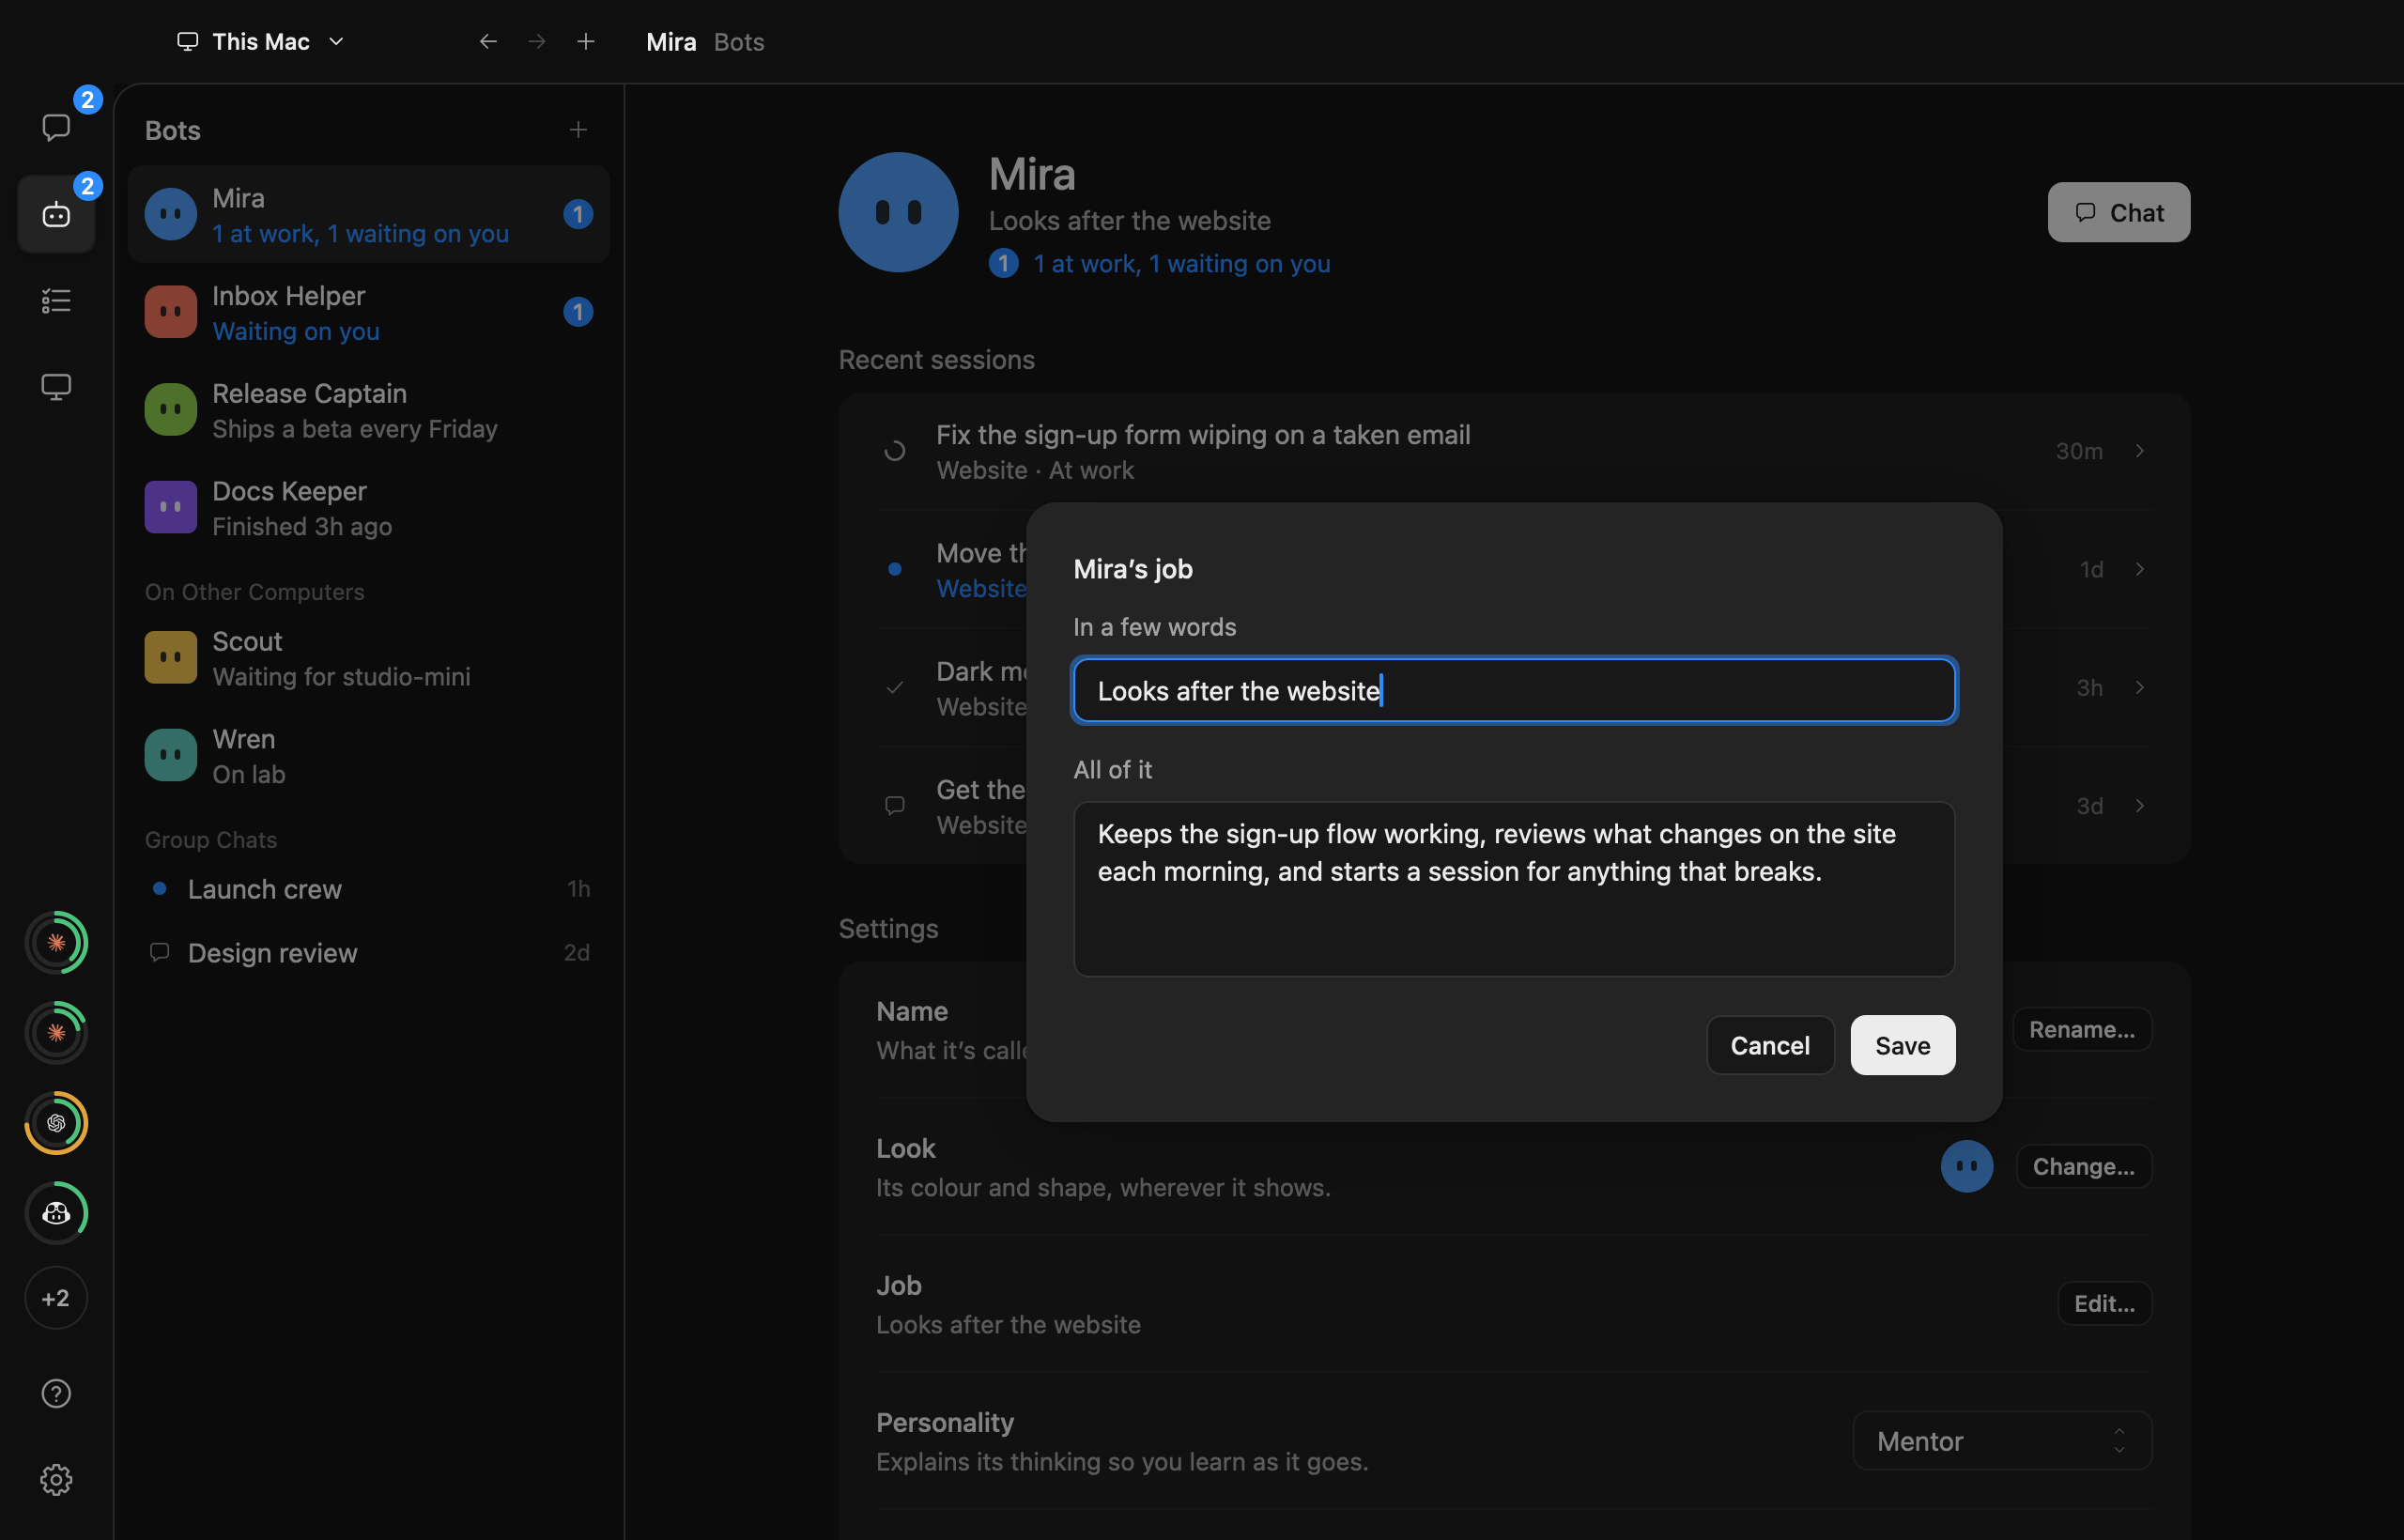 This Mac
Mira Bots
2
2
Bots
Mira
1 at work, 1 waiting on you
1
Inbox Helper
Waiting on you
1
Release Captain
Ships a beta every Friday
Docs Keeper
Finished 3h ago
On Other Computers
Scout
Waiting for studio-mini
Wren
On lab
Group Chats
Launch crew
1h
Design review
2d
+2
Mira
Looks after the website
1 1 at work, 1 waiting on you
Chat
Recent sessions
Fix the sign-up form wiping on a taken email
Website · At work
30m
Move
Website
1d
Dark
Website
3h
Get the
Website
3d
Mira’s job
In a few words
Looks after the website
All of it
Keeps the sign-up flow working, reviews what changes on the site
each morning, and starts a session for anything that breaks.
Cancel
Save
Settings
Name
What it’s
Rename...
Look
Its colour and shape, wherever it shows.
Change...
Job
Looks after the website
Edit...
Personality
Explains its thinking so you learn as it goes.
Mentor